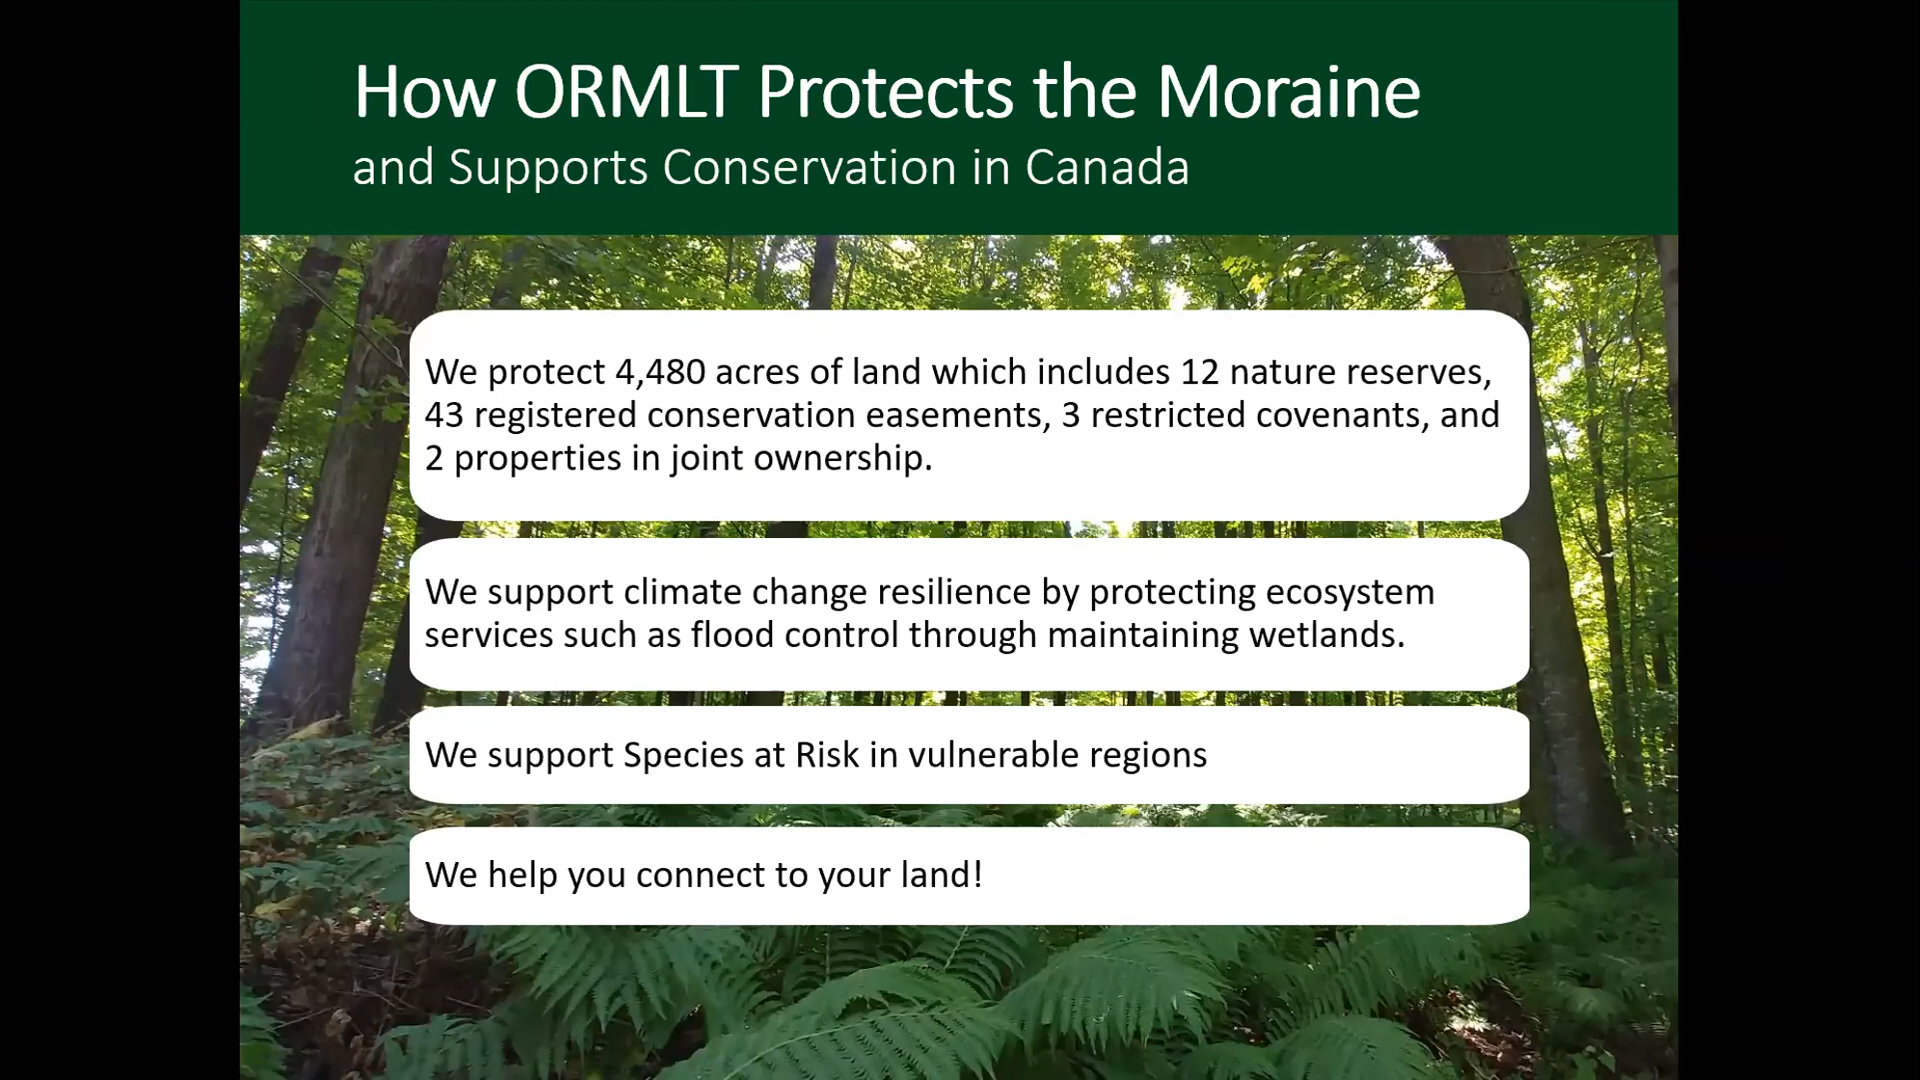 How ORMLT Protects the Moraine
and Supports Conservation in Canada
We protect 4,480 acres of land which includes 12 nature reserves,
43 registered conservation easements, 3 restricted covenants, and
2 properties in joint ownership.
We support climate change resilience by protecting ecosystem
services such as flood control through maintaining wetlands.
We support Species at Risk in vulnerable regions
We help you connect to your land!